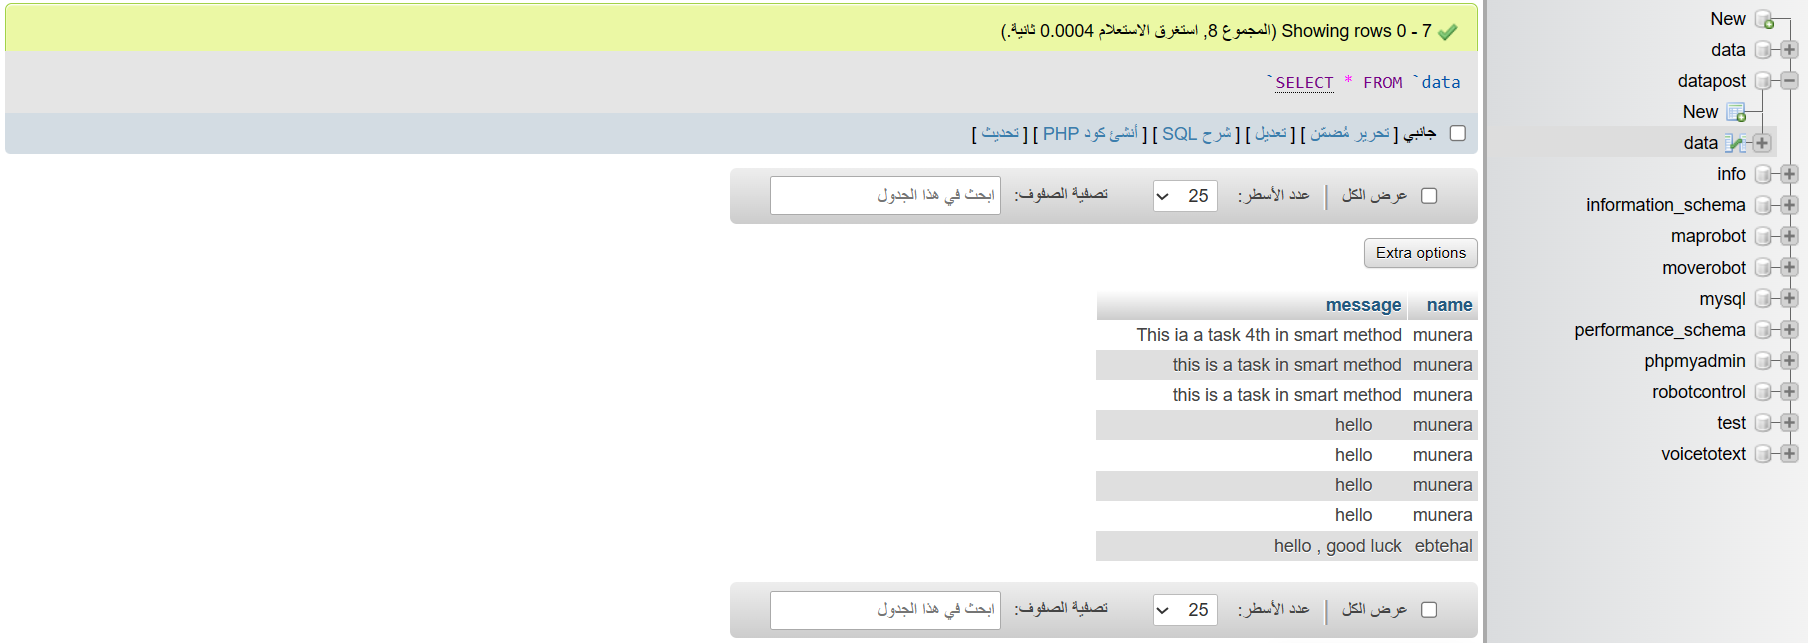 Showing rows 0 - 7 (المجموع 8, استغرق الاستعلام 0.0004 ثانية.)
SELECT * FROM `data`
جانبي [ تحرير مُضمّن ] [ تعديل ] [ شرح SQL ] [ أنشئ كود PHP ] [ تحديث ]
عرض الكل | عدد الأسطر: 25 تصفية الصفوف: ابحث في هذا الجدول
Extra options
name message
munera This ia a task 4th in smart method
munera this is a task in smart method
munera this is a task in smart method
munera hello
munera hello
munera hello
munera hello
ebtehal hello , good luck
عرض الكل | عدد الأسطر: 25 تصفية الصفوف: ابحث في هذا الجدول
New
data
datapost
New
data
info
information_schema
maprobot
moverobot
mysql
performance_schema
phpmyadmin
robotcontrol
test
voicetotext